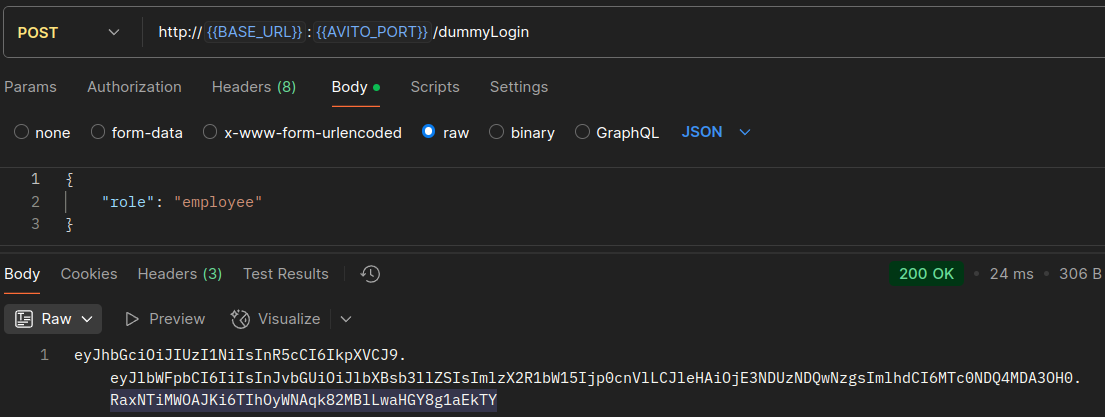 POST http://{{BASE_URL}}:{{AVITO_PORT}}/dummyLogin
Params Authorization Headers (8) Body Scripts Settings
none form-data x-www-form-urlencoded raw binary GraphQL JSON
1 {
2 "role": "employee"
3 }
Body Cookies Headers (3) Test Results 200 OK • 24 ms • 306 B
Raw Preview Visualize
1 eyJhbGciOiJIUzI1NiIsInR5cCI6IkpXVCJ9.
eyJlbWFpbCI6IiIsInJvbGUiOiJlbXBsb3llZSIsImlzX2R1bW15Ijp0cnVlLCJleHAiOjE3NDUzNDQwNzgsImlhdCI6MTc0NDQ4MDA3OH0.
RaxNTiMWOAJKi6TIhOyWNAqk82MBlLwaHGY8g1aEkTY